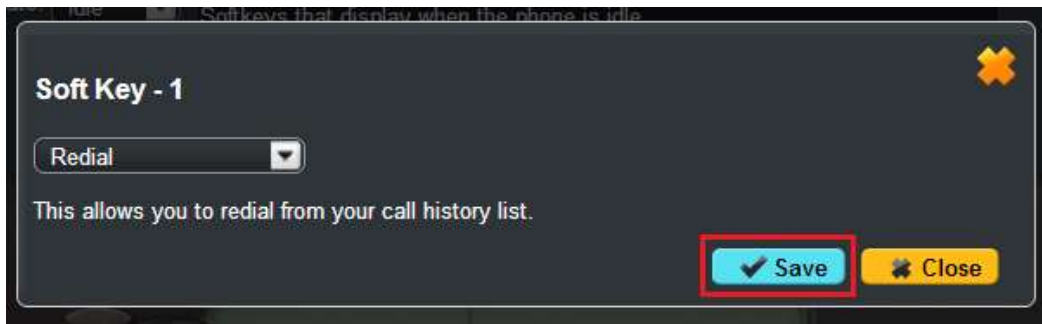 Idle Softkeys that display when the phone is idle
Soft Key - 1
Redial
This allows you to redial from your call history list.
Save Close